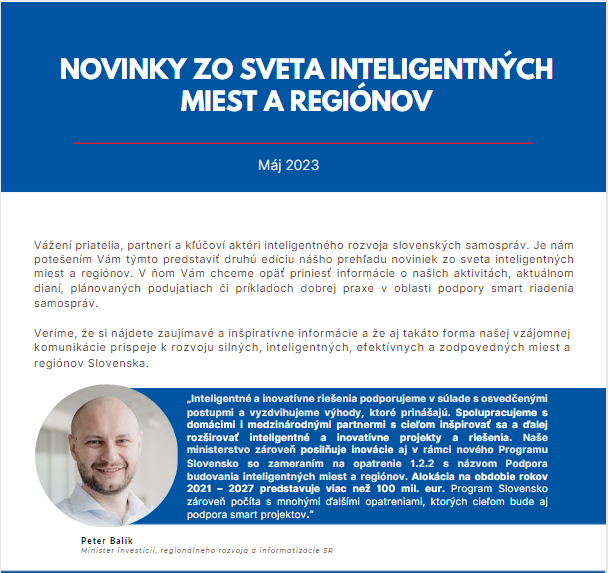 NOVINKY ZO SVETA INTELIGENTNÝCH
MIEST A REGIÓNOV
Máj 2023
Vážení priatelia, partneri a kľúčoví aktéri inteligentného rozvoja slovenských samospráv. Je nám
potešením Vám týmto predstaviť druhú edíciu nášho prehľadu noviniek zo sveta inteligentných
miest a regiónov. V ňom Vám chceme opäť priniesť informácie o našich aktivitách, aktuálnom
dianí, plánovaných podujatiach či príkladoch dobrej praxe v oblasti podpory smart riadenia
samospráv.
Veríme, že si nájdete zaujímavé a inšpiratívne informácie a že aj takáto forma našej vzájomnej
komunikácie prispeje k rozvoju silných, inteligentných, efektívnych a zodpovedných miest a
regiónov Slovenska.
„Inteligentné a inovatívne riešenia podporujeme v súlade s osvedčenými
postupmi a vyzdvihujeme výhody, ktoré prinášajú. Spolupracujeme s
domácimi i medzinárodnými partnermi s cieľom inšpirovať sa a ďalej
rozširovať inteligentné a inovatívne projekty a riešenia. Naše
ministerstvo zároveň posilňuje inovácie aj v rámci nového Programu
Slovensko so zameraním na opatrenie 1.2.2 s názvom Podpora
budovania inteligentných miest a regiónov. Alokácia na obdobie rokov
2021 – 2027 predstavuje viac než 100 mil. eur. Program Slovensko
zároveň počíta s mnohými ďalšími opatreniami, ktorých cieľom bude aj
podpora smart projektov.“
Peter Balík
Minister investícií, regionálneho rozvoja a informatizácie SR